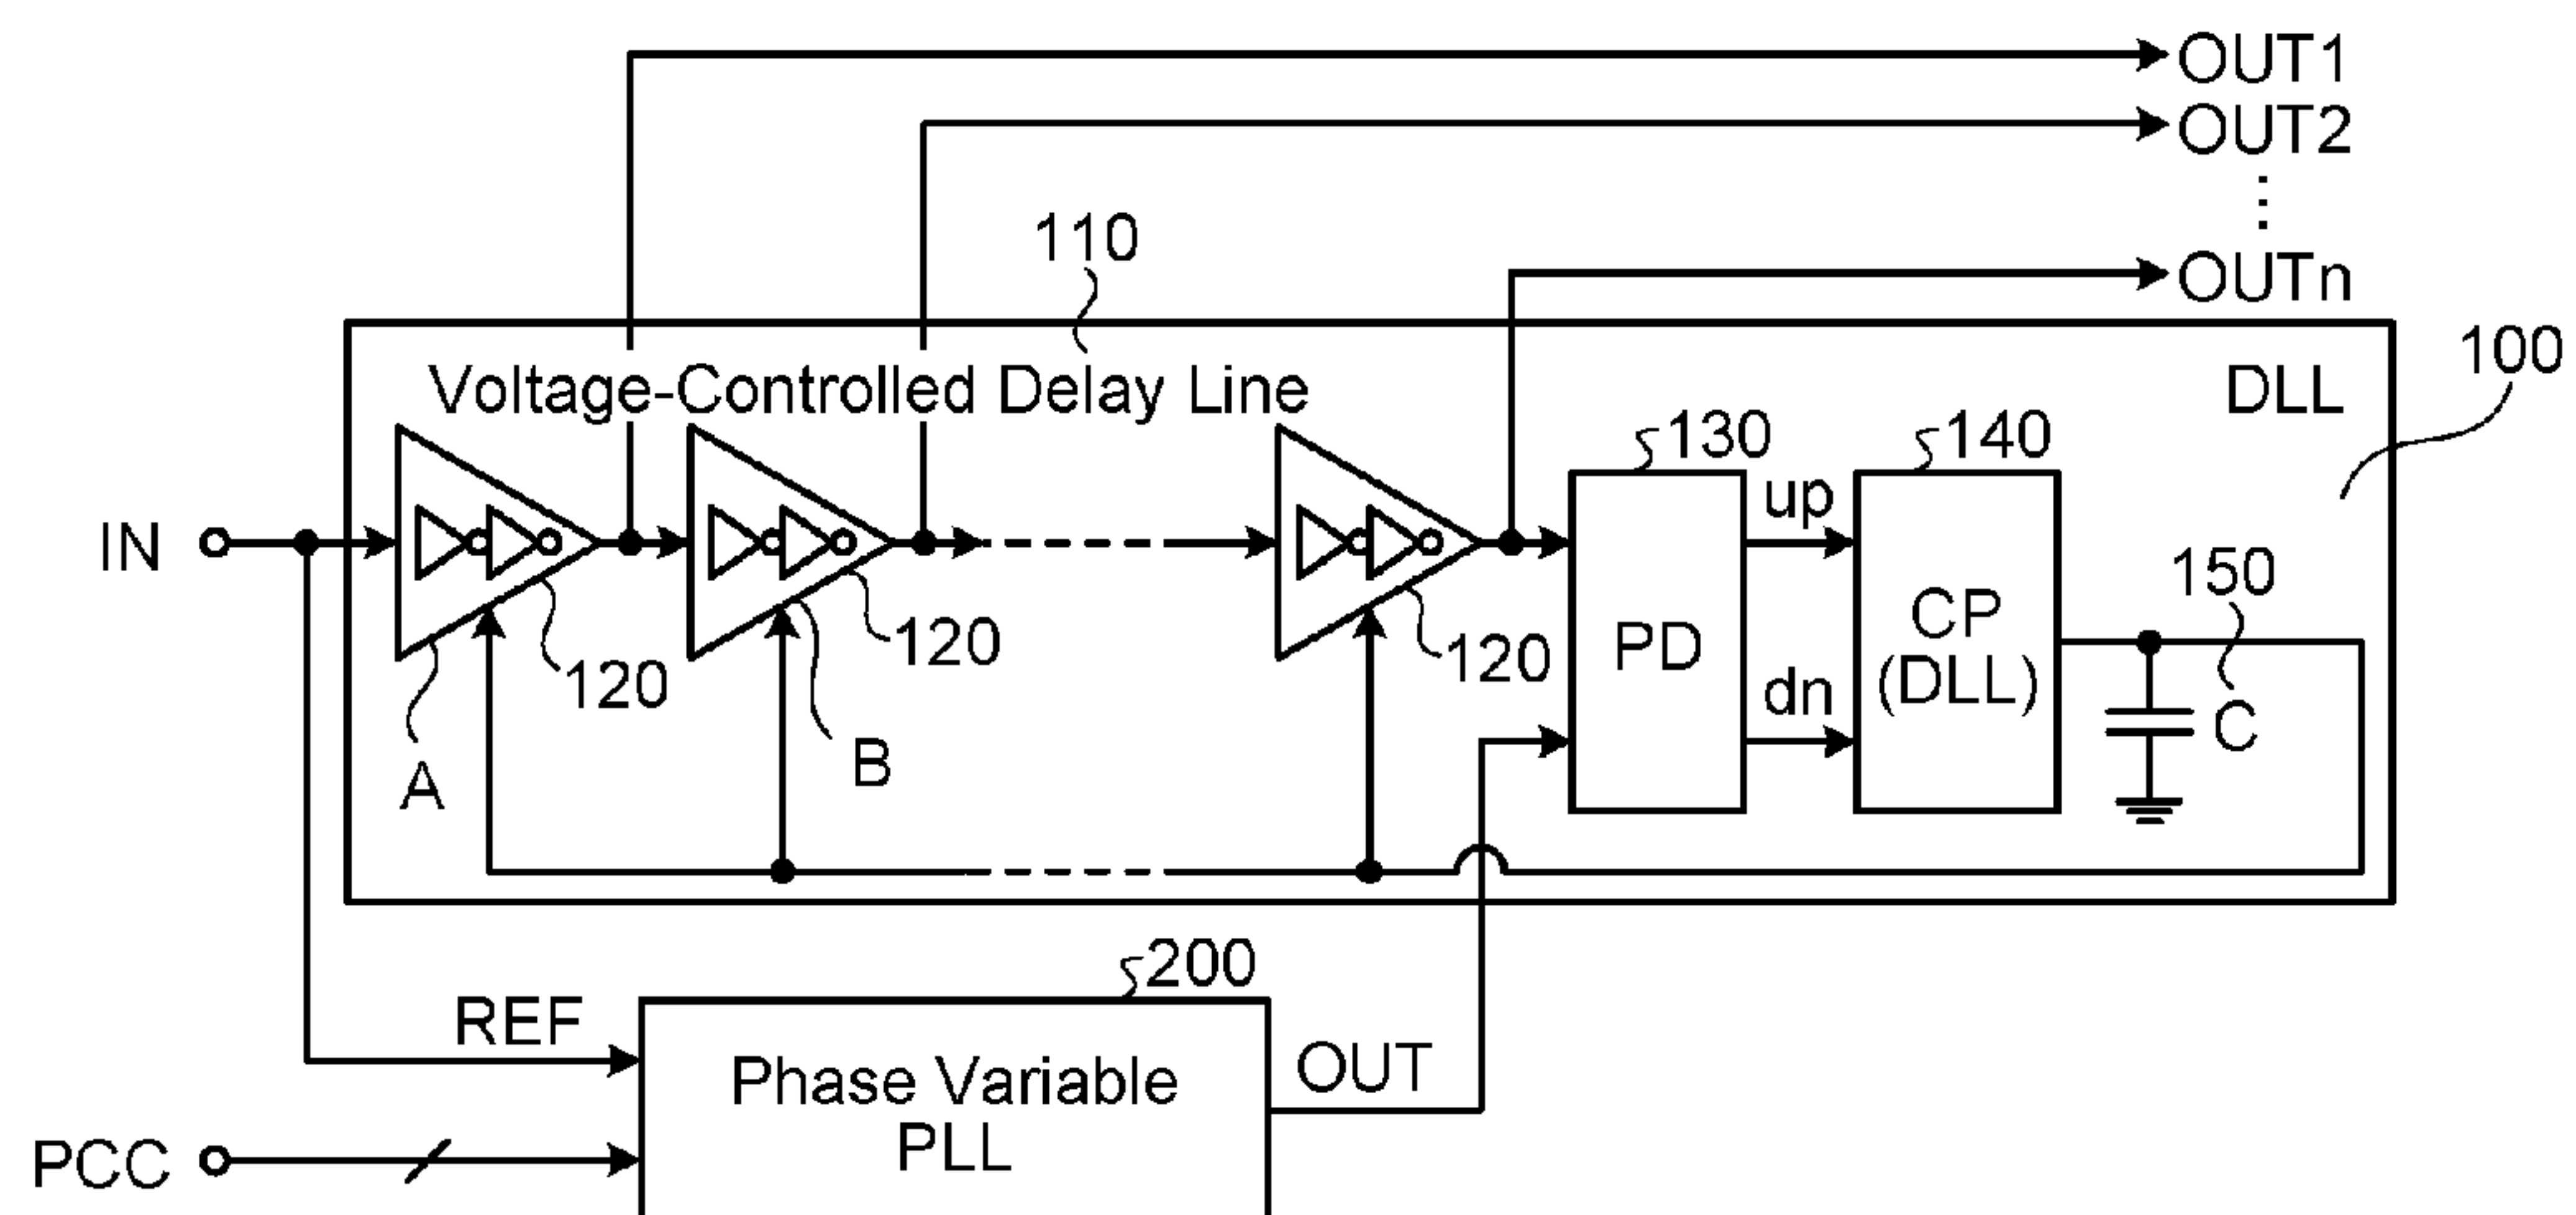 OUT1
OUT2
⋮
OUTn
110
100
Voltage-Controlled Delay Line
DLL
130
140
up
IN
150
120
120
120
PD
CP
(DLL)
dn
C
A
B
200
REF
OUT
Phase Variable
PLL
PCC